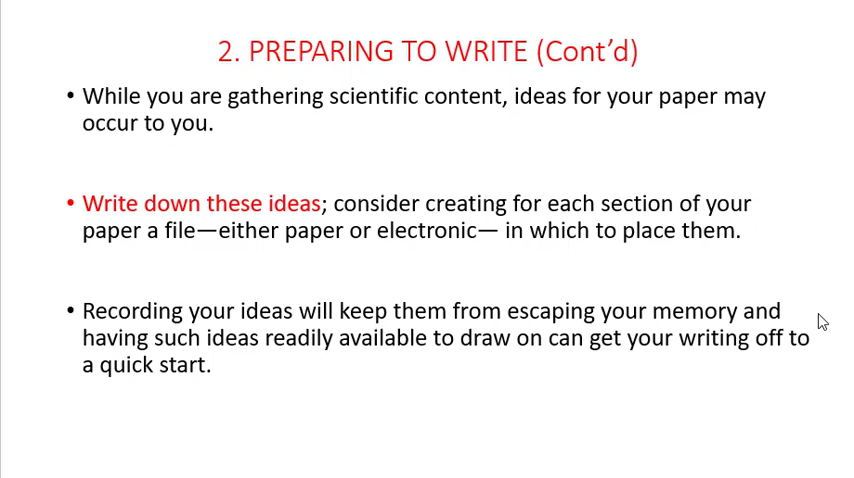 2. PREPARING TO WRITE (Cont’d)
• While you are gathering scientific content, ideas for your paper may
occur to you.
• Write down these ideas; consider creating for each section of your
paper a file—either paper or electronic— in which to place them.
• Recording your ideas will keep them from escaping your memory and
having such ideas readily available to draw on can get your writing off to
a quick start.